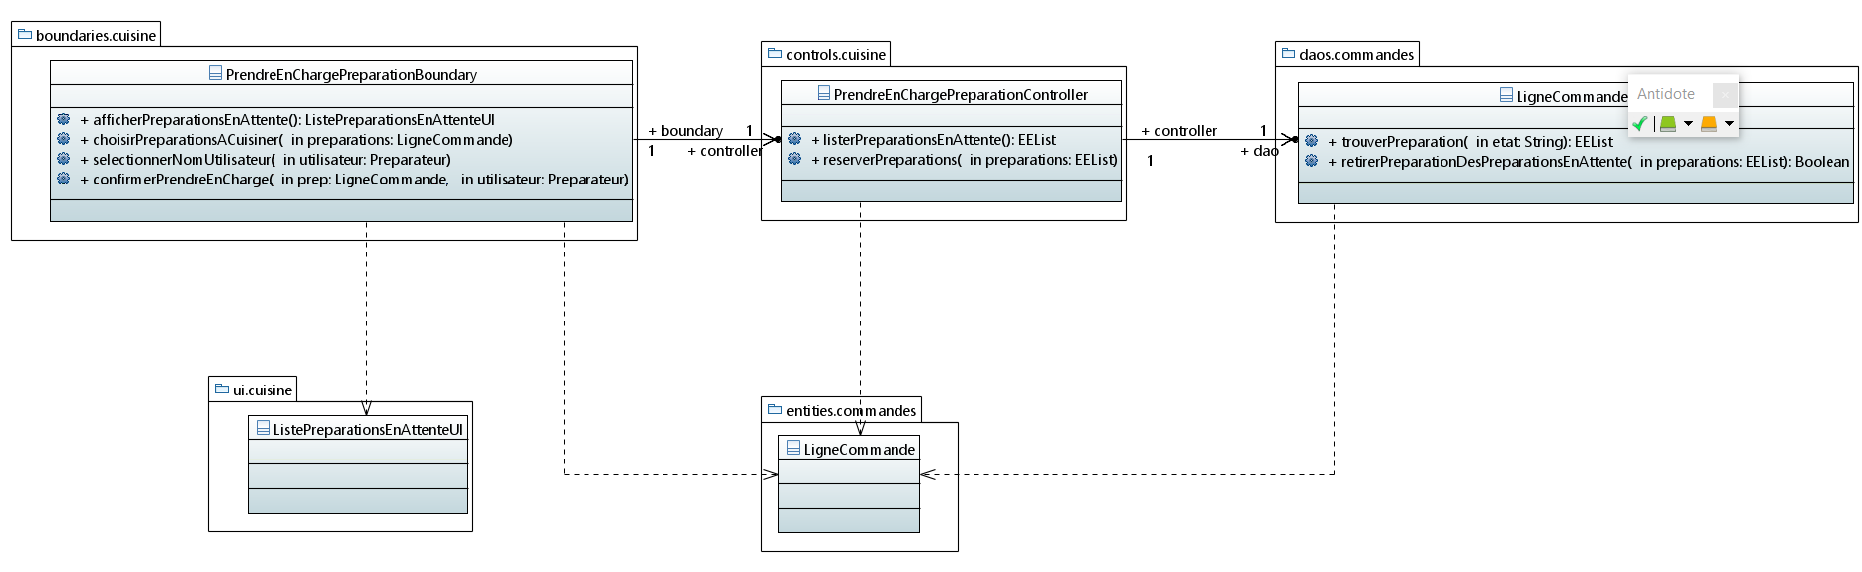 boundaries.cuisine
PrendreEnChargePreparationBoundary
+ afficherPreparationsEnAttente(): ListePreparationsEnAttenteUI
+ choisirPreparationsACuisiner( in preparations: LigneCommande)
+ selectionnerNomUtilisateur( in utilisateur: Preparateur)
+ confirmerPrendreEnCharge( in prep: LigneCommande, in utilisateur: Preparateur)
+ boundary 1
1 + controller
controls.cuisine
PrendreEnChargePreparationController
+ listerPreparationsEnAttente(): EEList
+ reserverPreparations( in preparations: EEList)
+ controller 1
1 + dao
daos.commandes
LigneCommande
Antidote
+ trouverPreparation( in etat: String): EEList
+ retirerPreparationDesPreparationsEnAttente( in preparations: EEList): Boolean
ui.cuisine
ListePreparationsEnAttenteUI
entities.commandes
LigneCommande